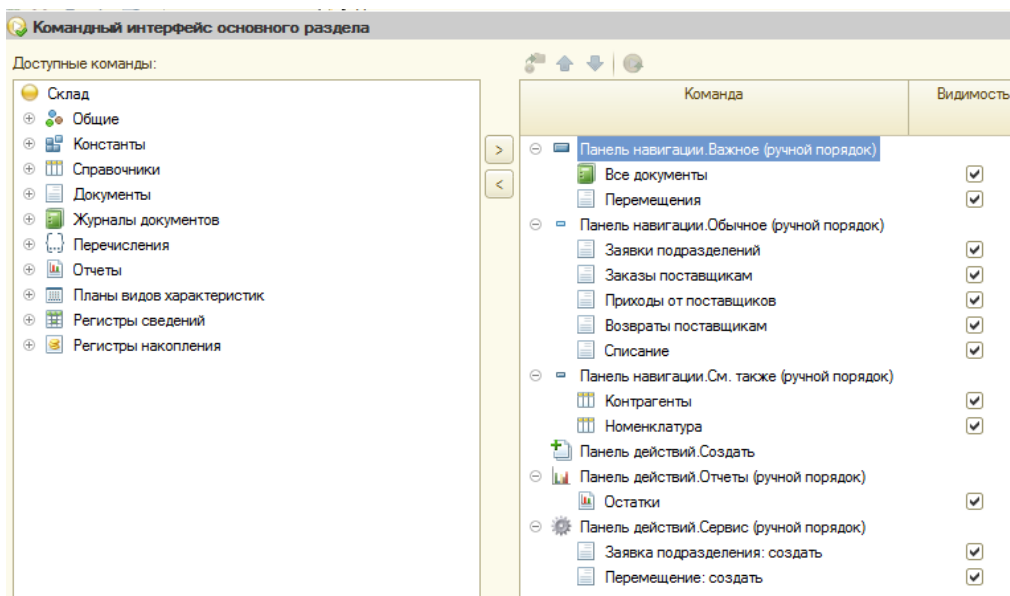 Командный интерфейс основного раздела
Доступные команды:
Склад
Общие
Константы
Справочники
Документы
Журналы документов
Перечисления
Отчеты
Планы видов характеристик
Регистры сведений
Регистры накопления
>
<
Команда
Видимость
Панель навигации.Важное (ручной порядок)
Все документы
Перемещения
Панель навигации.Обычное (ручной порядок)
Заявки подразделений
Заказы поставщикам
Приходы от поставщиков
Возвраты поставщикам
Списание
Панель навигации.См. также (ручной порядок)
Контрагенты
Номенклатура
Панель действий.Создать
Панель действий.Отчеты (ручной порядок)
Остатки
Панель действий.Сервис (ручной порядок)
Заявка подразделения: создать
Перемещение: создать